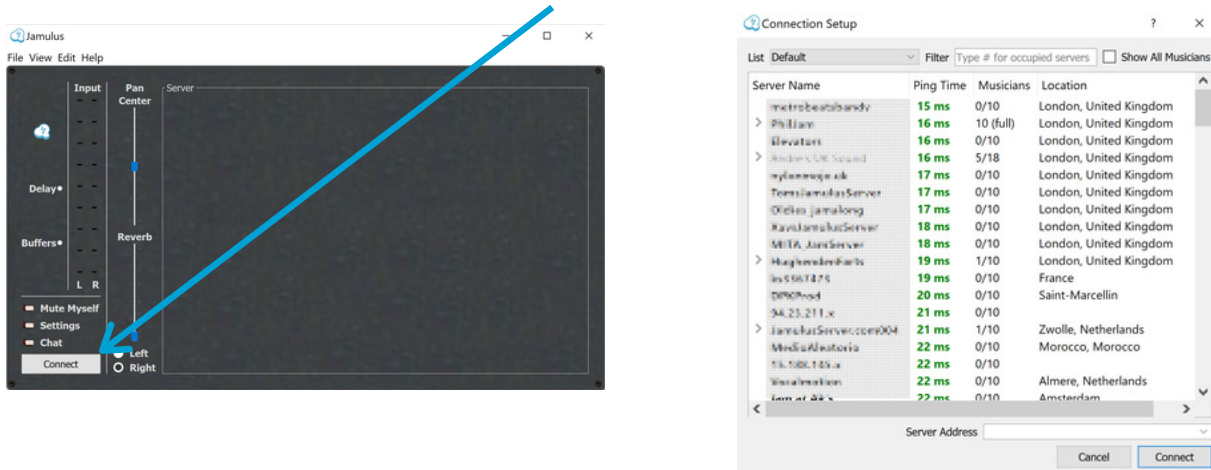 Jamulus
File View Edit Help
Input
Pan
Center
Server
Delay
Reverb
Buffers
L R
Mute Myself
Settings
Chat
Left
Connect
Right
Connection Setup
List Default Filter Type # for occupied servers Show All Musicians
Server Name Ping Time Musicians Location
15 ms 0/10 London, United Kingdom
16 ms 10 (full) London, United Kingdom
16 ms 0/10 London, United Kingdom
16 ms 5/18 London, United Kingdom
17 ms 0/10 London, United Kingdom
17 ms 0/10 London, United Kingdom
17 ms 0/10 London, United Kingdom
18 ms 0/10 London, United Kingdom
18 ms 0/10 London, United Kingdom
19 ms 1/10 London, United Kingdom
19 ms 0/10 France
20 ms 0/10 Saint-Marcellin
21 ms 0/10
21 ms 1/10 Zwolle, Netherlands
22 ms 0/10 Morocco, Morocco
22 ms 0/10
22 ms 0/10 Almere, Netherlands
22 ms 0/10 Amsterdam
Server Address
Cancel Connect